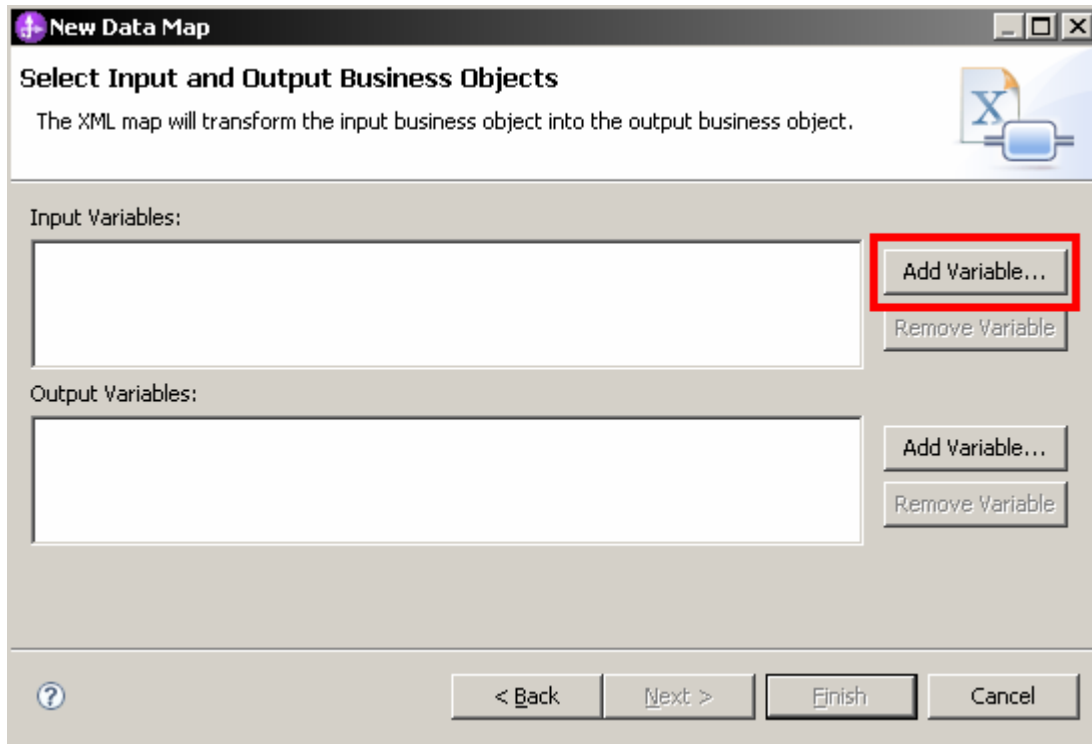 New Data Map
Select Input and Output Business Objects
The XML map will transform the input business object into the output business object.
X
Input Variables:
Add Variable...
Remove Variable
Output Variables:
Add Variable...
Remove Variable
?
< Back
Next >
Finish
Cancel